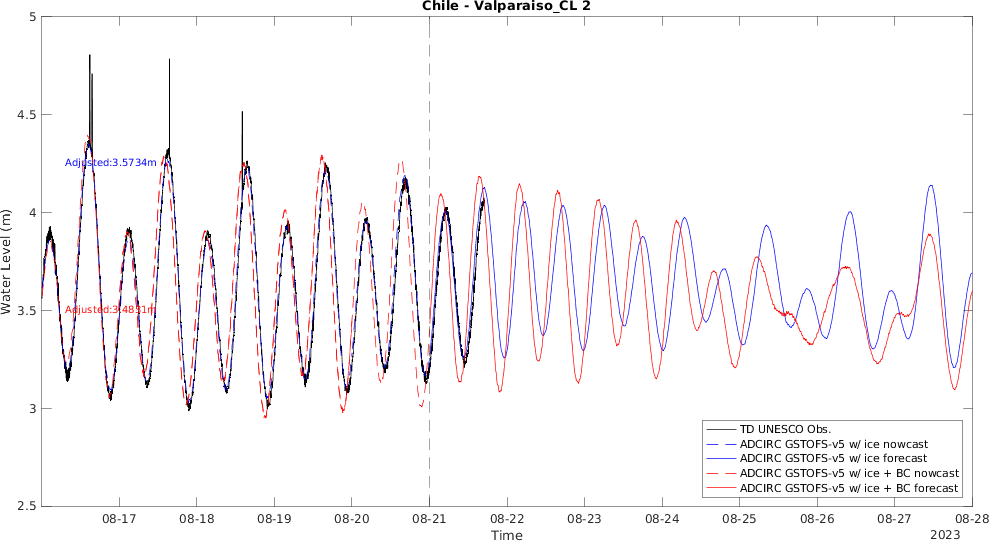 Chile - Valparaiso_CL 2
5
4.5
4
3.5
3
2.5
Water Level (m)
Adjusted:3.5734m
Adjusted:3.4831m
TD UNESCO Obs.
ADCIRC GSTOFS-v5 w/ ice nowcast
ADCIRC GSTOFS-v5 w/ ice forecast
ADCIRC GSTOFS-v5 w/ ice + BC nowcast
ADCIRC GSTOFS-v5 w/ ice + BC forecast
08-17 08-18 08-19 08-20 08-21 08-22 08-23 08-24 08-25 08-26 08-27 08-28
Time
2023